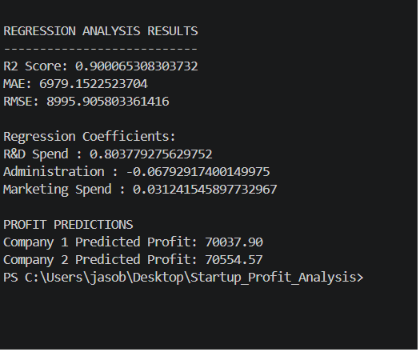 REGRESSION ANALYSIS RESULTS
---------------------------
R2 Score: 0.900065308303732
MAE: 6979.1522523704
RMSE: 8995.905803361416
Regression Coefficients:
R&D Spend : 0.803779275629752
Administration : -0.06792917400149975
Marketing Spend : 0.031241545897732967
PROFIT PREDICTIONS
Company 1 Predicted Profit: 70037.90
Company 2 Predicted Profit: 70554.57
PS C:\Users\jasob\Desktop\Startup_Profit_Analysis>